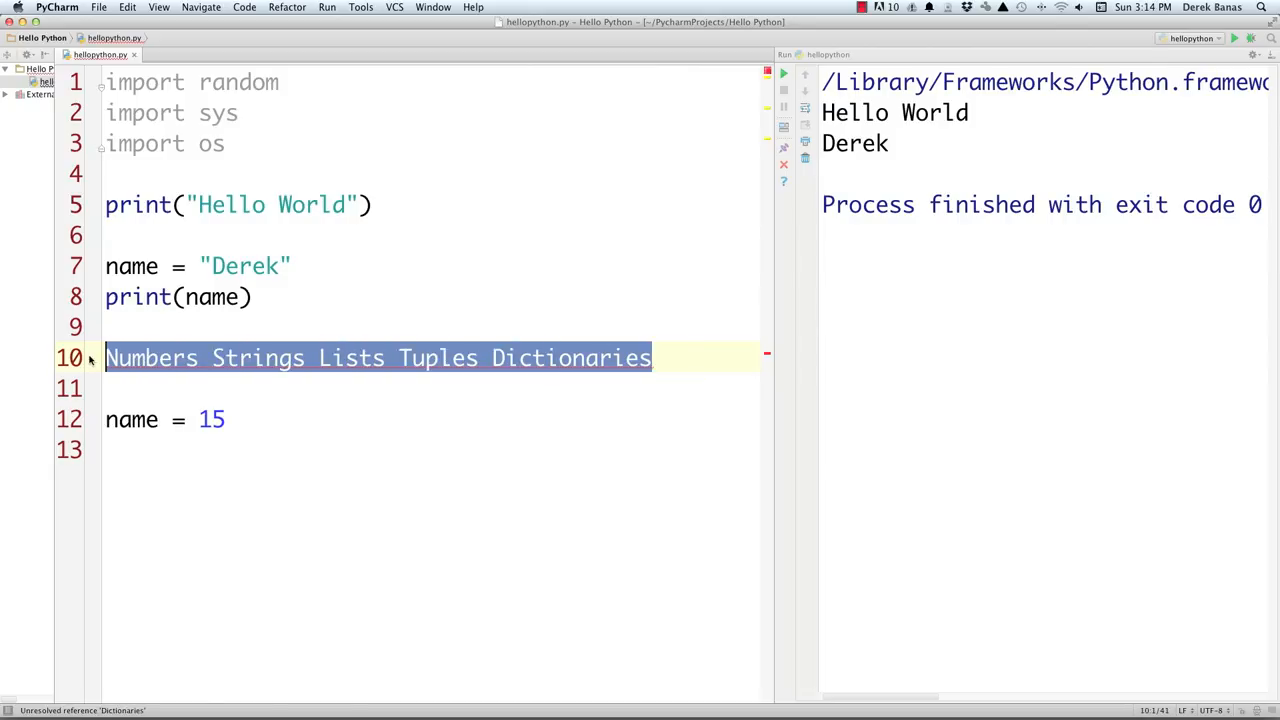 PyCharm File Edit View Navigate Code Refactor Run Tools VCS Window Help 10 Sun 3:14 PM Derek Banas
hellopython.py – Hello Python – [~/PycharmProjects/Hello Python]
Hello Python hellopython.py hellopython
hellopython.py Run hellopython
Hello P
hell
Extern
1 import random
2 import sys
3 import os
4
5 print("Hello World")
6
7 name = "Derek"
8 print(name)
9
10 Numbers Strings Lists Tuples Dictionaries
11
12 name = 15
13
/Library/Frameworks/Python.framewo
Hello World
Derek
Process finished with exit code 0
Unresolved reference 'Dictionaries' 10:1/41 LF UTF-8